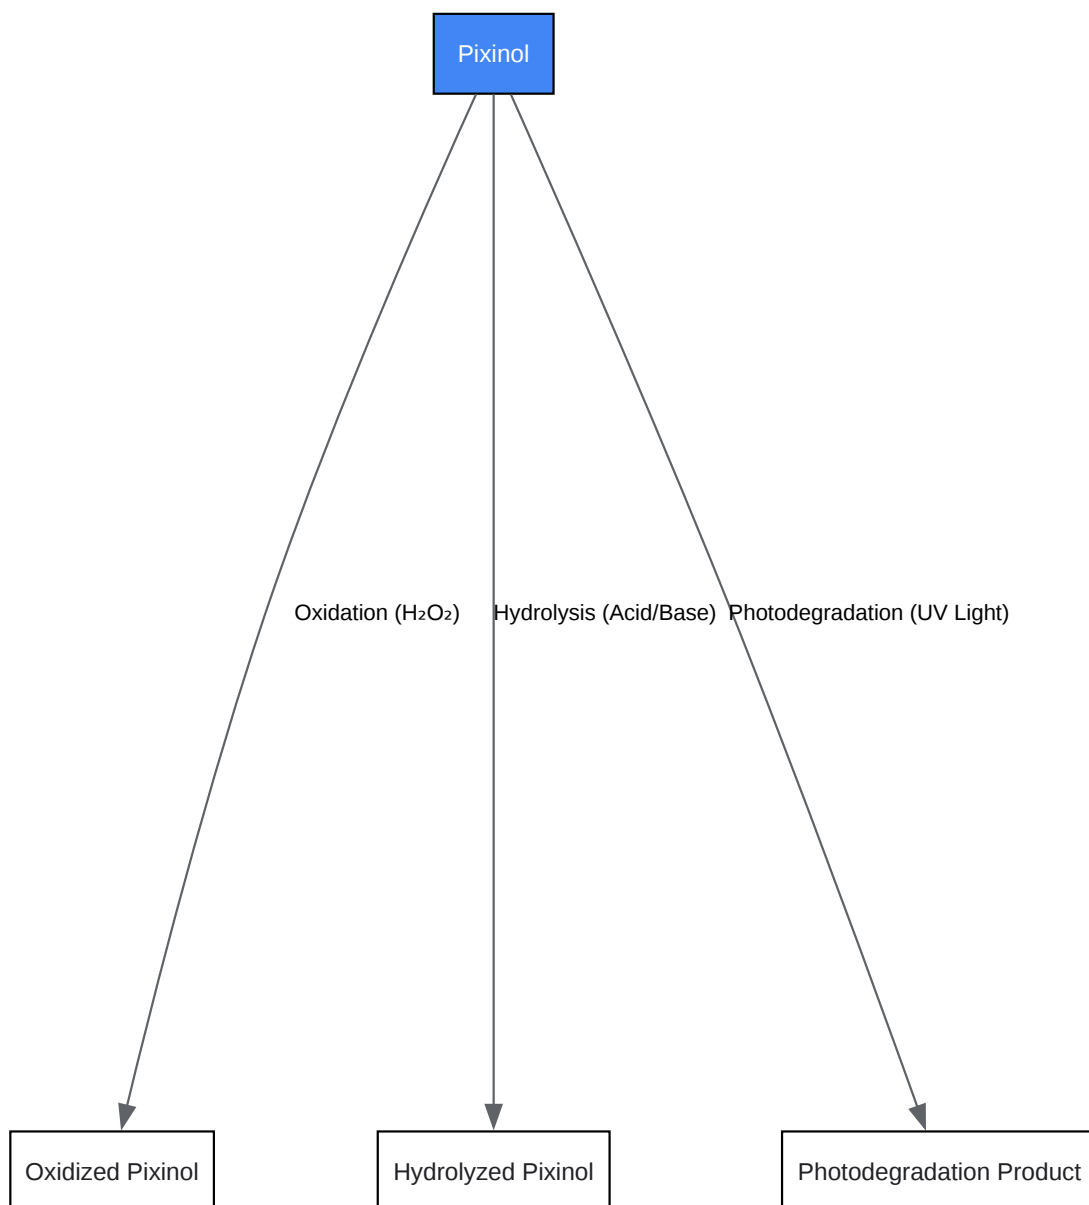 Pixinol
Oxidation (H₂O₂)
Hydrolysis (Acid/Base)
Photodegradation (UV Light)
Oxidized Pixinol
Hydrolyzed Pixinol
Photodegradation Product